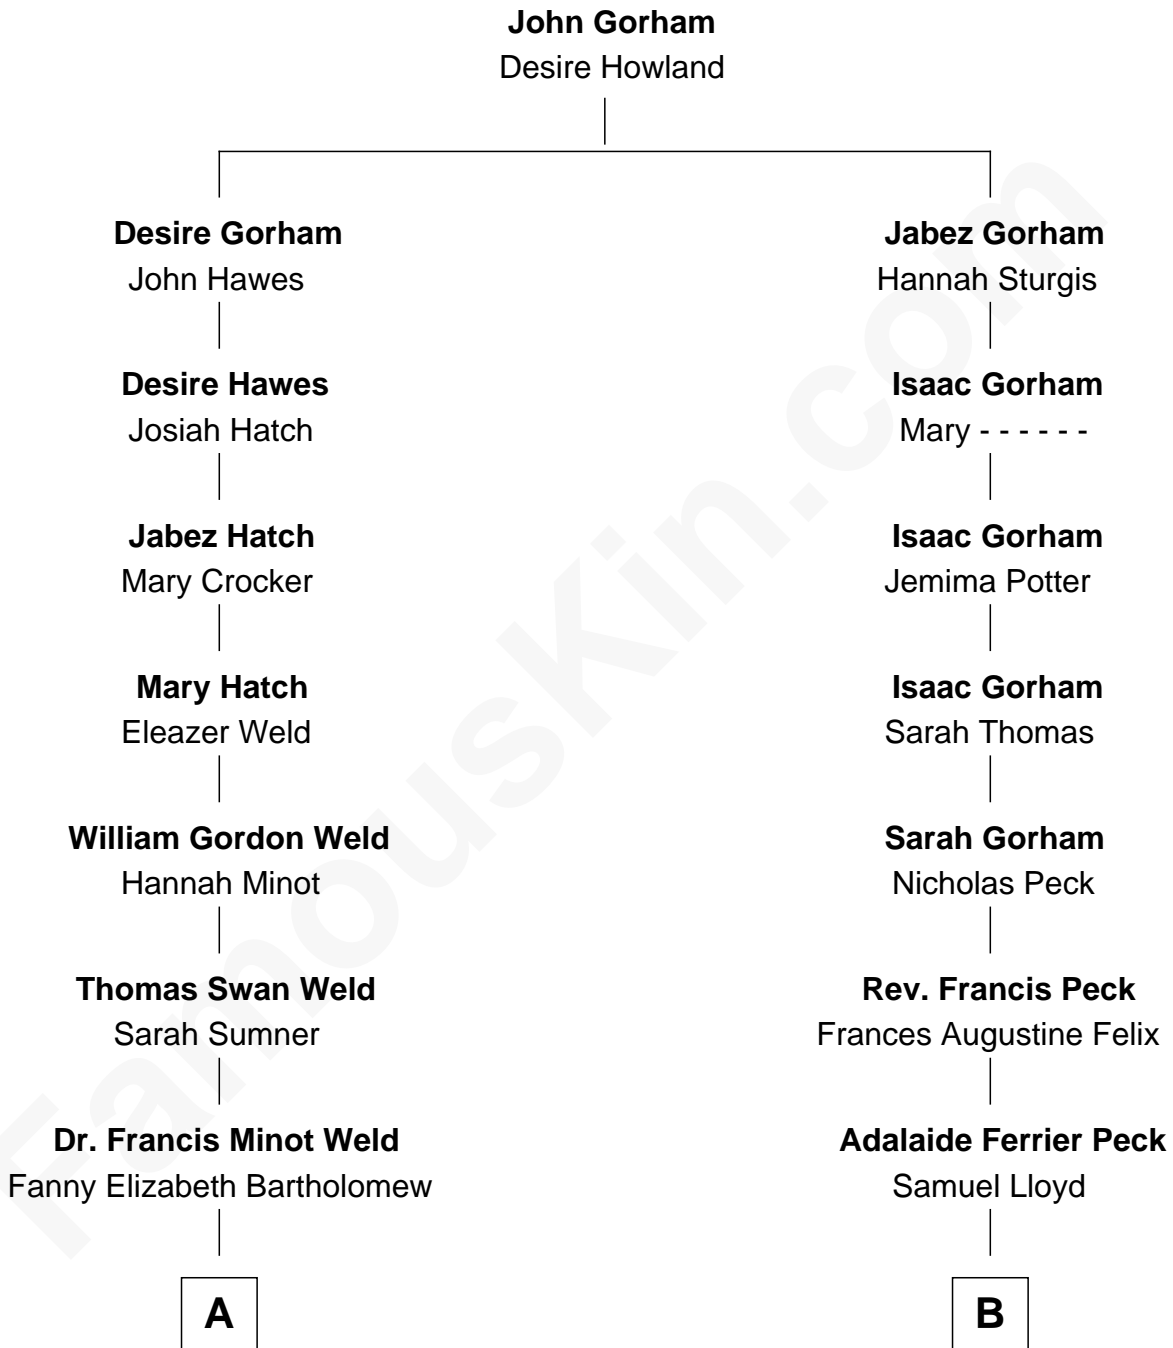 John Gorham
Desire Howland
Desire Gorham
John Hawes
Jabez Gorham
Hannah Sturgis
Desire Hawes
Josiah Hatch
Isaac Gorham
Mary - - - - - -
Jabez Hatch
Mary Crocker
Isaac Gorham
Jemima Potter
Mary Hatch
Eleazer Weld
Isaac Gorham
Sarah Thomas
William Gordon Weld
Hannah Minot
Sarah Gorham
Nicholas Peck
Thomas Swan Weld
Sarah Sumner
Rev. Francis Peck
Frances Augustine Felix
Dr. Francis Minot Weld
Fanny Elizabeth Bartholomew
Adalaide Ferrier Peck
Samuel Lloyd
A
B
FamousKin.com